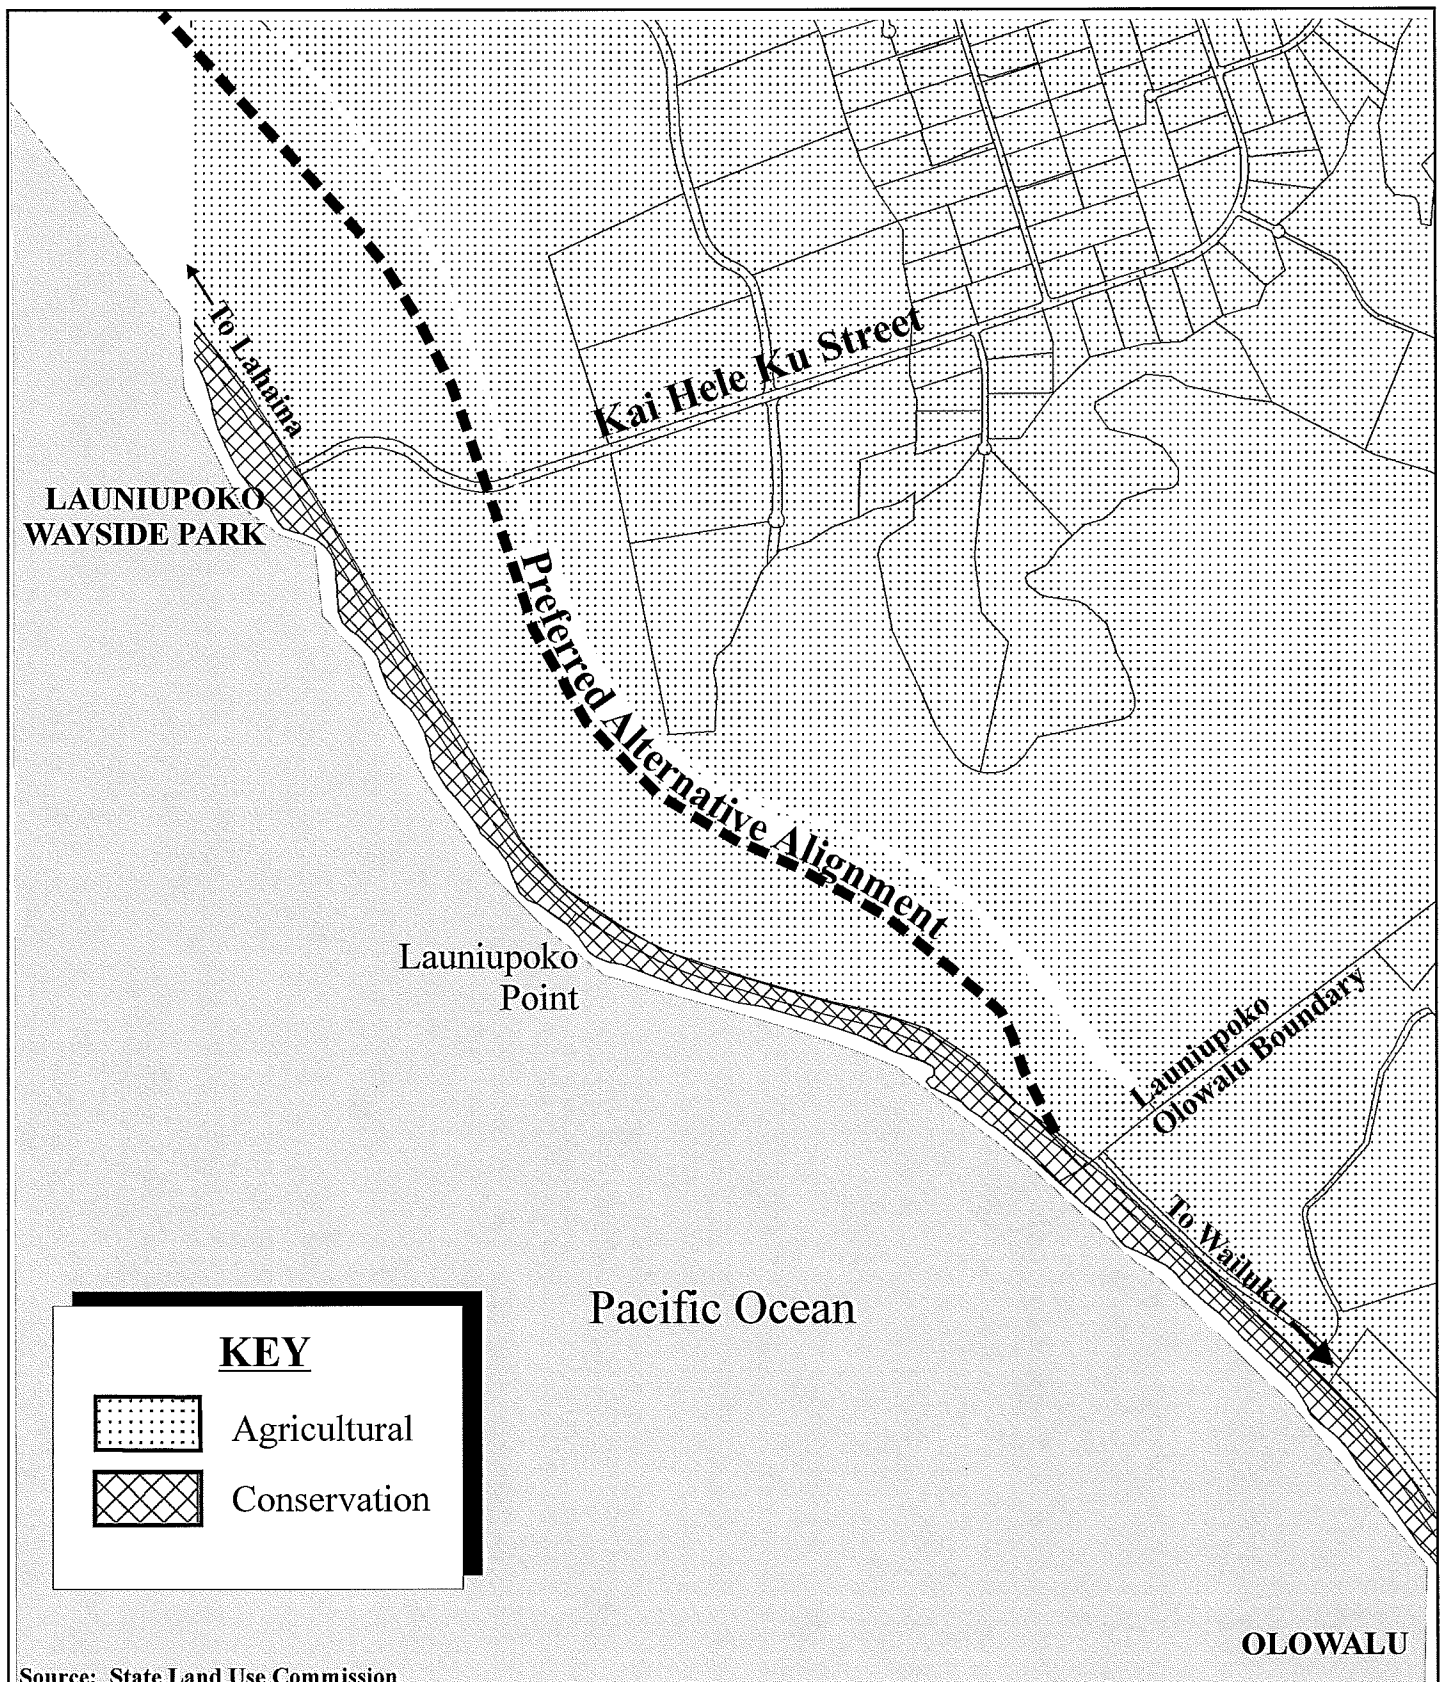 To Lahaina
Kai Hele Ku Street
LAUNIUPOKO
WAYSIDE PARK
Preferred Alternative Alignment
Launiupoko
Point
Launiupoko
Olowalu Boundary
To Wailuku
Pacific Ocean
KEY
Agricultural
Conservation
OLOWALU
Source: State Land Use Commission